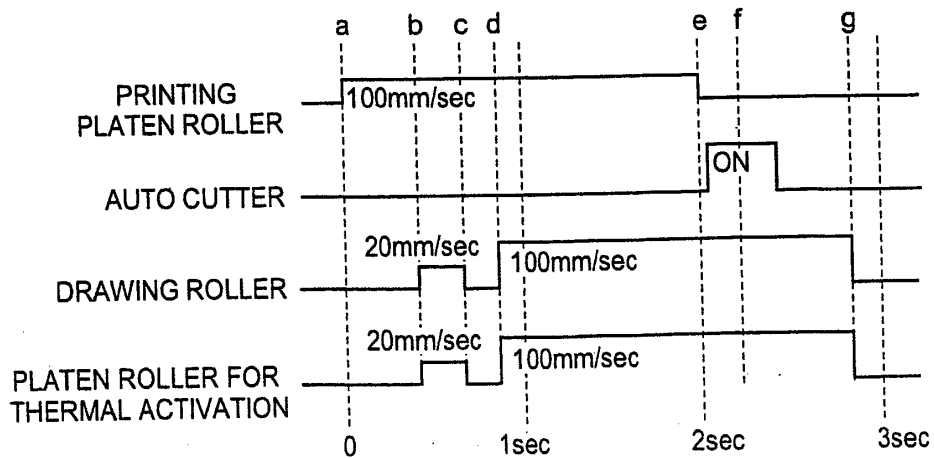 a b c d e f g
PRINTING
PLATEN ROLLER
100mm/sec
AUTO CUTTER
ON
DRAWING ROLLER
20mm/sec
100mm/sec
PLATEN ROLLER FOR
THERMAL ACTIVATION
20mm/sec
100mm/sec
0 1sec 2sec 3sec